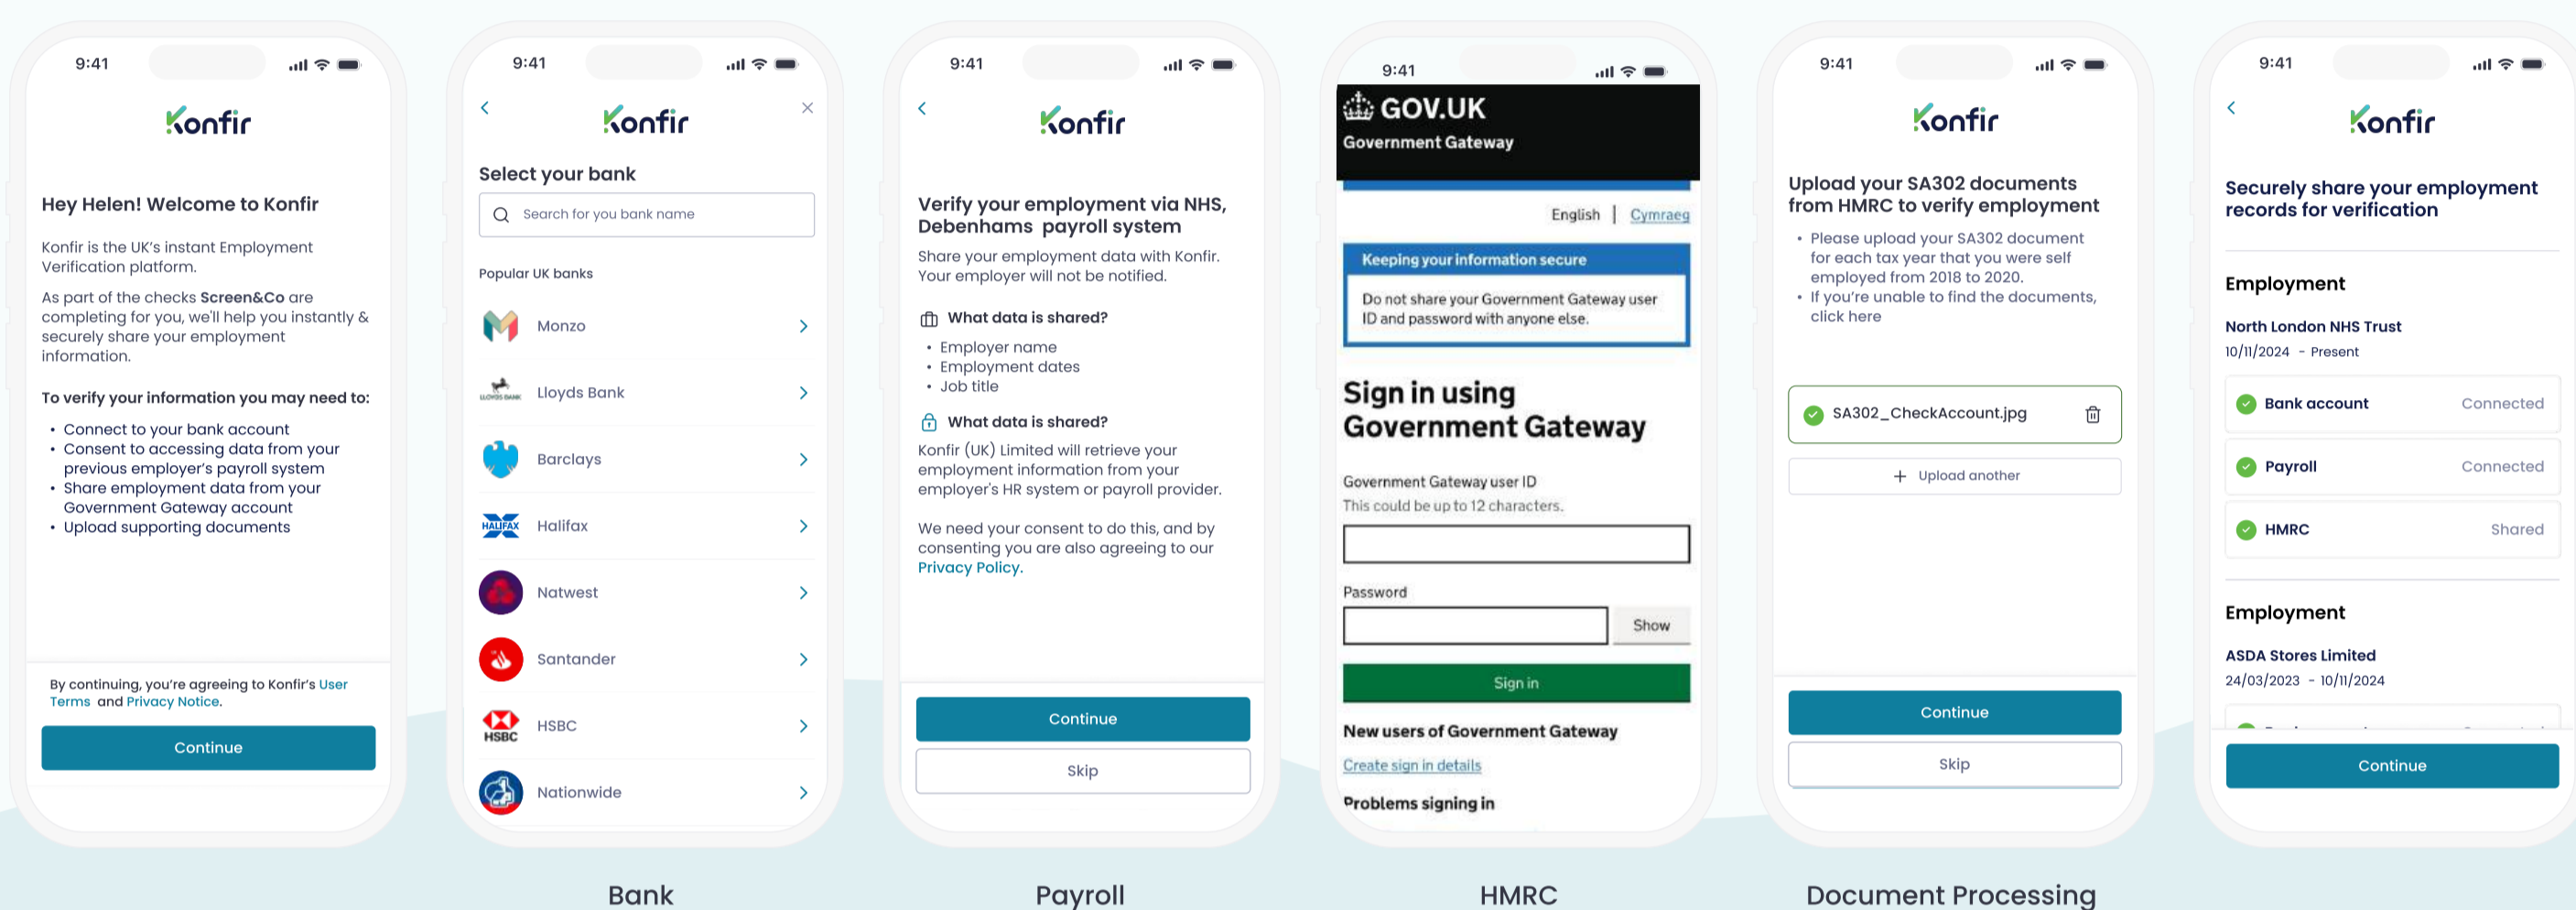 9:41
Konfir
Hey Helen! Welcome to Konfir
Konfir is the UK's instant Employment
Verification platform.
As part of the checks Screen&Co are
completing for you, we'll help you instantly &
securely share your employment
information.
To verify your information you may need to:
• Connect to your bank account
• Consent to accessing data from your
previous employer's payroll system
• Share employment data from your
Government Gateway account
• Upload supporting documents
By continuing, you're agreeing to Konfir's User
Terms and Privacy Notice.
Continue
9:41
Konfir
Select your bank
Search for you bank name
Popular UK banks
Monzo
LLOYDS BANK
Lloyds Bank
Barclays
HALIFAX
Halifax
Natwest
Santander
HSBC
HSBC
Nationwide
Bank
9:41
Konfir
Verify your employment via NHS,
Debenhams payroll system
Share your employment data with Konfir.
Your employer will not be notified.
What data is shared?
• Employer name
• Employment dates
• Job title
What data is shared?
Konfir (UK) Limited will retrieve your
employment information from your
employer's HR system or payroll provider.
We need your consent to do this, and by
consenting you are also agreeing to our
Privacy Policy.
Continue
Skip
Payroll
9:41
GOV.UK
Government Gateway
English | Cymraeg
Keeping your information secure
Do not share your Government Gateway user
ID and password with anyone else.
Sign in using
Government Gateway
Government Gateway user ID
This could be up to 12 characters.
Password
Show
Sign in
New users of Government Gateway
Create sign in details
Problems signing in
HMRC
9:41
Konfir
Upload your SA302 documents
from HMRC to verify employment
• Please upload your SA302 document
for each tax year that you were self
employed from 2018 to 2020.
• If you're unable to find the documents,
click here
SA302_CheckAccount.jpg
+ Upload another
Continue
Skip
Document Processing
9:41
Konfir
Securely share your employment
records for verification
Employment
North London NHS Trust
10/11/2024 - Present
Bank account Connected
Payroll Connected
HMRC Shared
Employment
ASDA Stores Limited
24/03/2023 - 10/11/2024
Continue